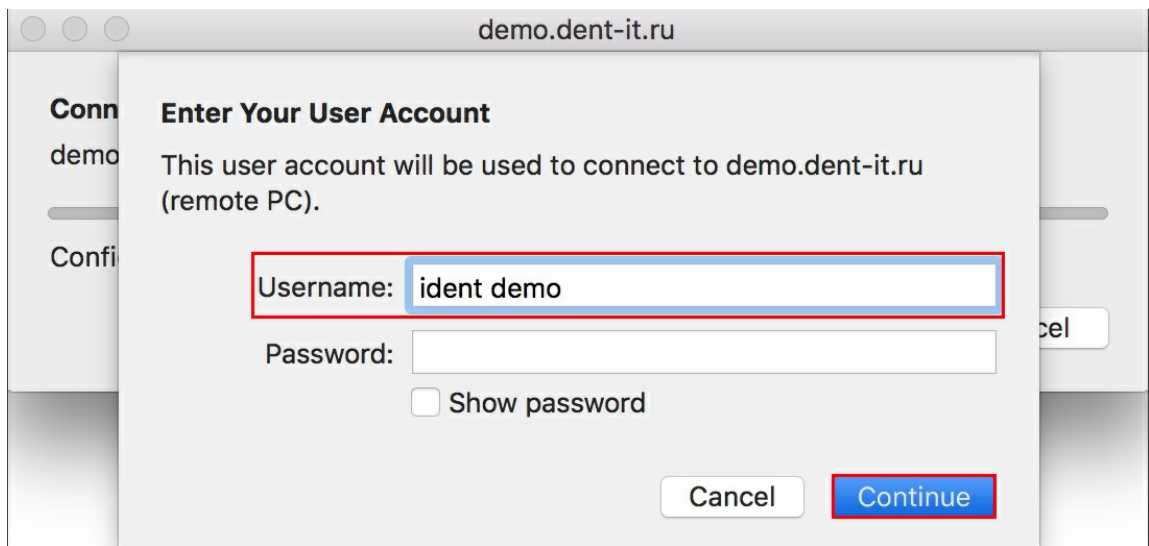 demo.dent-it.ru
Conn
demo
Confi
cel
Enter Your User Account
This user account will be used to connect to demo.dent-it.ru
(remote PC).
Username: ident demo
Password:
Show password
Cancel Continue